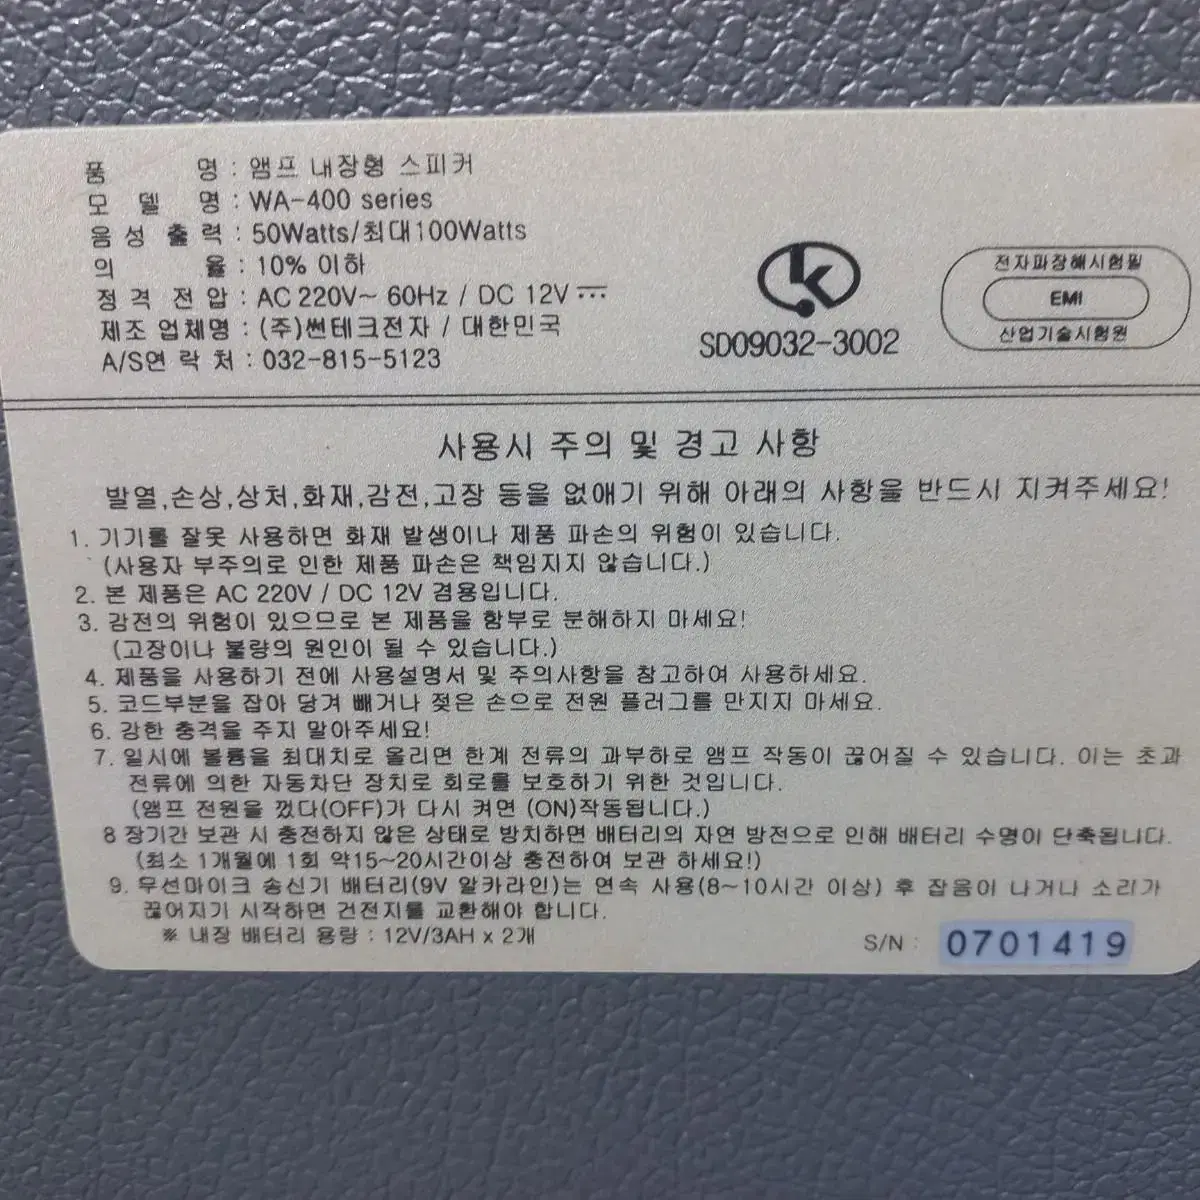 품 명 : 앰프 내장형 스피커
모 델 명 : WA-400 series
음 성 출 력 : 50Watts/최대100Watts
의 율 : 10% 이하
정 격 전 압 : AC 220V~ 60Hz / DC 12V
제조 업체명 : (주)썬테크전자 / 대한민국
A/S연 락 처 : 032-815-5123
SD09032-3002
전자파장해시험필
EMI
산업기술시험원
사용시 주의 및 경고 사항
발열,손상,상처,화재,감전,고장 등을 없애기 위해 아래의 사항을 반드시 지켜주세요!
1. 기기를 잘못 사용하면 화재 발생이나 제품 파손의 위험이 있습니다.
(사용자 부주의로 인한 제품 파손은 책임지지 않습니다.)
2. 본 제품은 AC 220V / DC 12V 겸용입니다.
3. 감전의 위험이 있으므로 본 제품을 함부로 분해하지 마세요!
(고장이나 불량의 원인이 될 수 있습니다.)
4. 제품을 사용하기 전에 사용설명서 및 주의사항을 참고하여 사용하세요.
5. 코드부분을 잡아 당겨 빼거나 젖은 손으로 전원 플러그를 만지지 마세요.
6. 강한 충격을 주지 말아주세요!
7. 일시에 볼륨을 최대치로 올리면 한계 전류의 과부하로 앰프 작동이 끊어질 수 있습니다. 이는 초과
전류에 의한 자동차단 장치로 회로를 보호하기 위한 것입니다.
(앰프 전원을 껐다(OFF)가 다시 켜면 (ON)작동됩니다.)
8 장기간 보관 시 충전하지 않은 상태로 방치하면 배터리의 자연 방전으로 인해 배터리 수명이 단축됩니다.
(최소 1개월에 1회 약15~20시간이상 충전하여 보관 하세요!)
9. 무선마이크 송신기 배터리(9V 알카라인)는 연속 사용(8~10시간 이상) 후 잡음이 나거나 소리가
끊어지기 시작하면 건전지를 교환해야 합니다.
※ 내장 배터리 용량 : 12V/3AH x 2개
S/N : 0701419